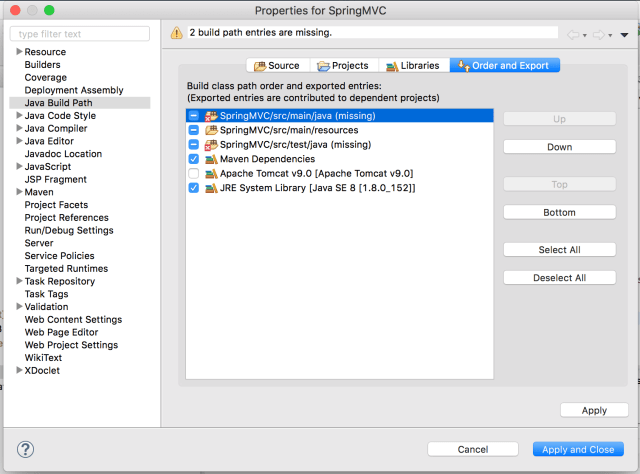 Properties for SpringMVC
type filter text
2 build path entries are missing.
Resource
Builders
Coverage
Deployment Assembly
Java Build Path
Java Code Style
Java Compiler
Java Editor
Javadoc Location
JavaScript
JSP Fragment
Maven
Project Facets
Project References
Run/Debug Settings
Server
Service Policies
Targeted Runtimes
Task Repository
Task Tags
Validation
Web Content Settings
Web Page Editor
Web Project Settings
WikiText
XDoclet
Source
Projects
Libraries
Order and Export
Build class path order and exported entries:
(Exported entries are contributed to dependent projects)
SpringMVC/src/main/java (missing)
SpringMVC/src/main/resources
SpringMVC/src/test/java (missing)
Maven Dependencies
Apache Tomcat v9.0 [Apache Tomcat v9.0]
JRE System Library [Java SE 8 [1.8.0_152]]
Up
Down
Top
Bottom
Select All
Deselect All
Apply
?
Cancel
Apply and Close